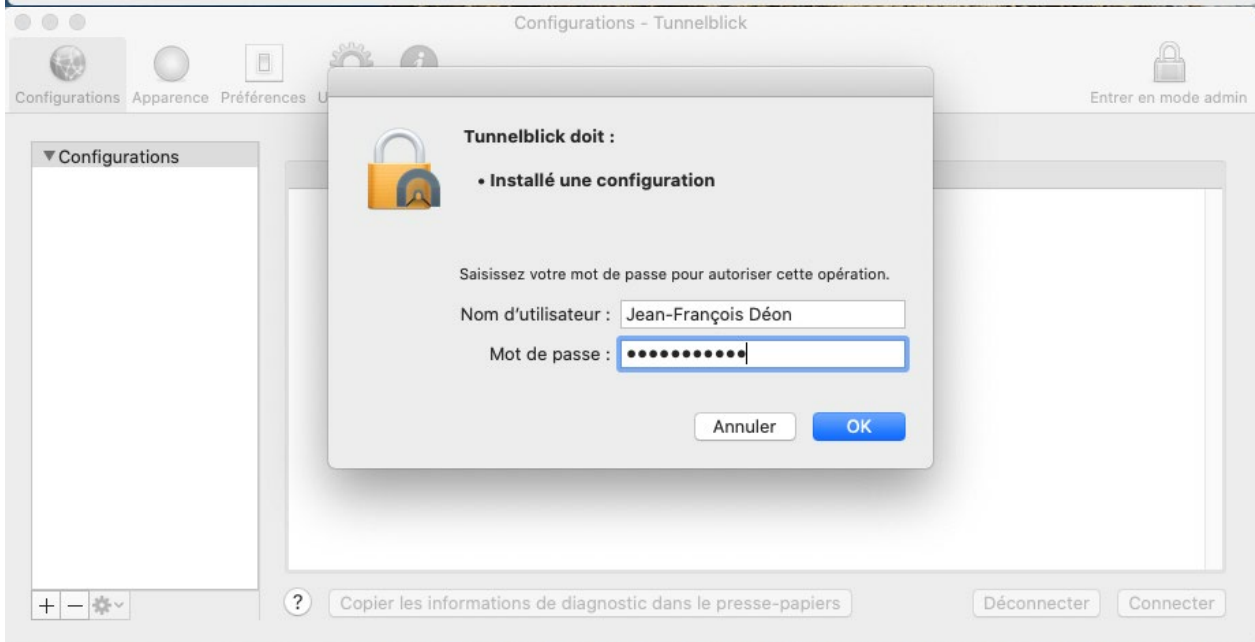 Configurations - Tunnelblick
Configurations Apparence Préférences U Entrer en mode admin
Configurations
Tunnelblick doit :
• Installé une configuration
Saisissez votre mot de passe pour autoriser cette opération.
Nom d'utilisateur : Jean-François Déon
Mot de passe : •••••••••••
Annuler OK
+ − ? Copier les informations de diagnostic dans le presse-papiers Déconnecter Connecter